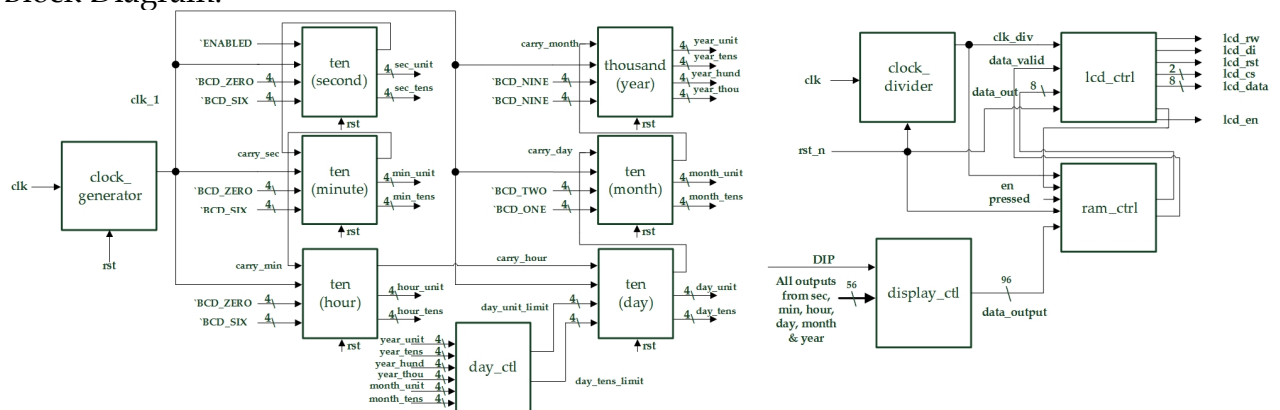 Block Diagram:
`ENABLED
`BCD_ZERO
`BCD_SIX
4
4
ten
(second)
4
sec_unit
4
sec_tens
rst
clk_1
clk
clock_
generator
rst
carry_sec
`BCD_ZERO
`BCD_SIX
4
4
ten
(minute)
4
min_unit
4
min_tens
rst
carry_min
`BCD_ZERO
`BCD_SIX
4
4
ten
(hour)
4
hour_unit
4
hour_tens
rst
carry_month
`BCD_NINE
`BCD_NINE
4
4
thousand
(year)
4
year_unit
4
year_tens
4
year_hund
4
year_thou
rst
carry_day
`BCD_TWO
`BCD_ONE
4
4
ten
(month)
4
month_unit
4
month_tens
rst
carry_hour
day_unit_limit
4
4
ten
(day)
4
day_unit
4
day_tens
rst
year_unit
4
year_tens
4
year_hund
4
year_thou
4
month_unit
4
month_tens
4
day_ctl
day_tens_limit
clk
clock_
divider
clk_div
data_valid
data_out
8
rst_n
lcd_ctrl
lcd_rw
lcd_di
lcd_rst
2
lcd_cs
8
lcd_data
lcd_en
en
pressed
ram_ctrl
DIP
All outputs
from sec,
min, hour,
day, month
& year
56
display_ctl
96
data_output